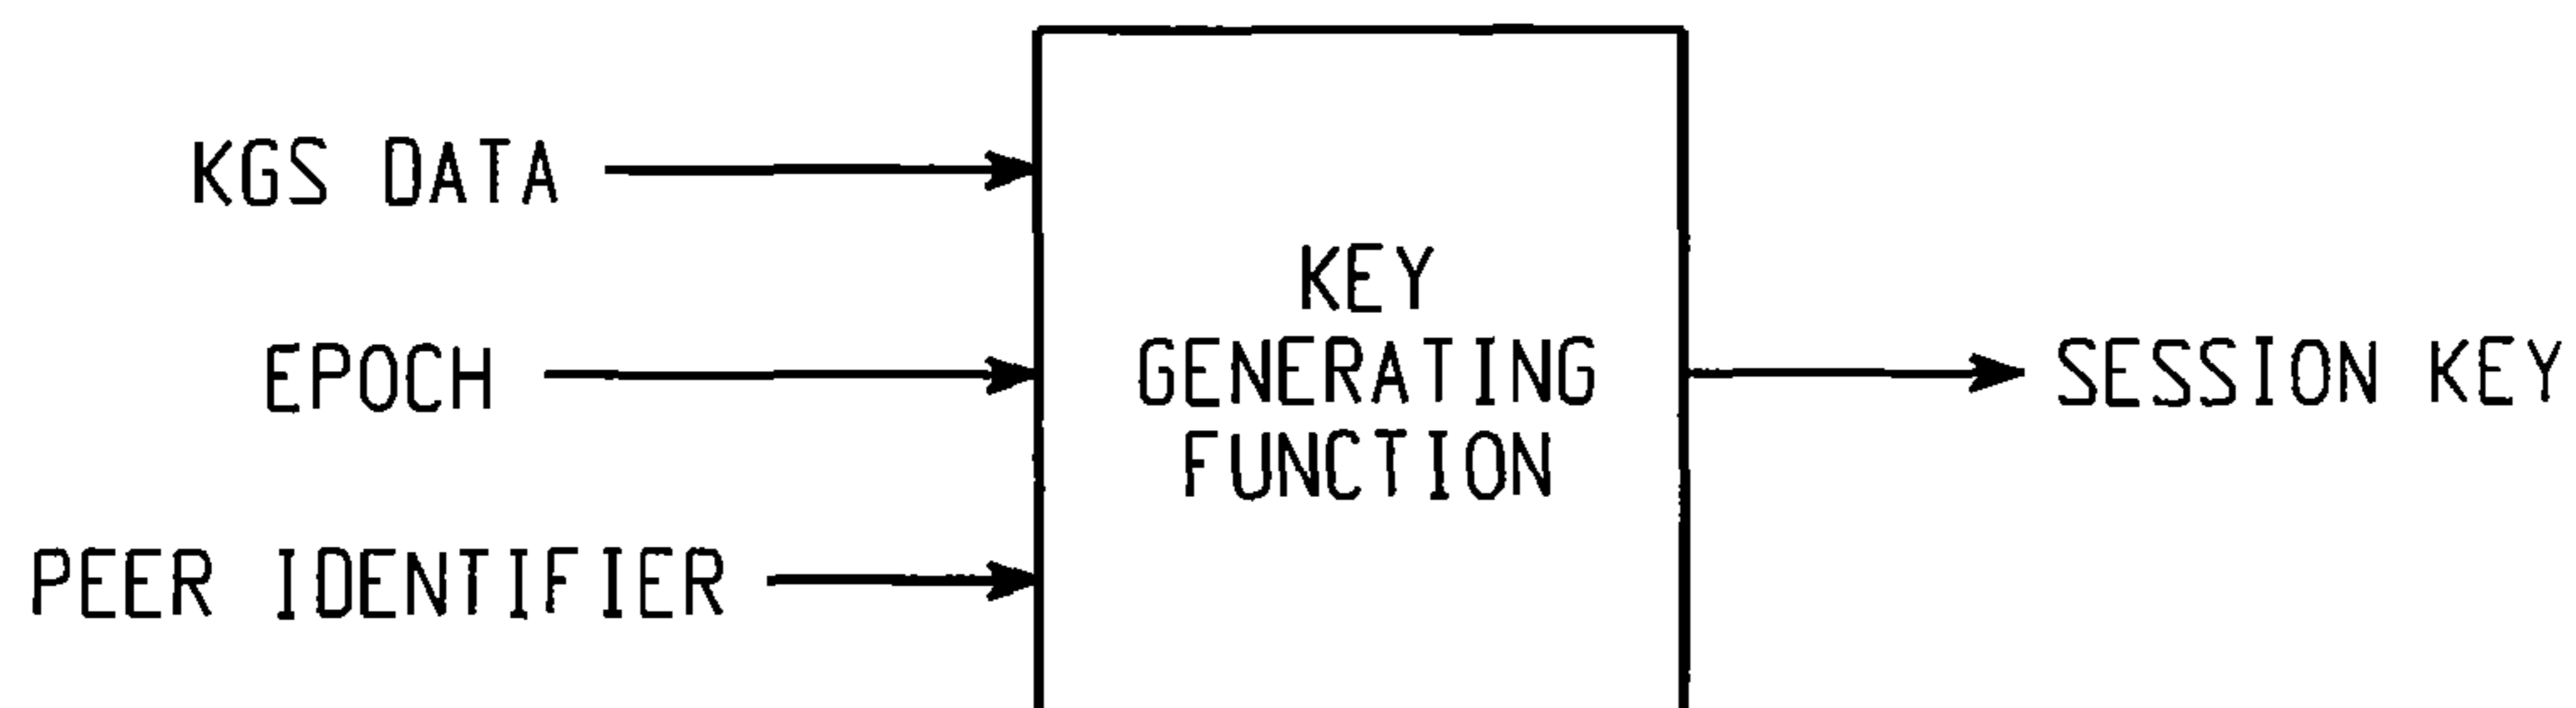 KGS DATA
EPOCH
PEER IDENTIFIER
KEY
GENERATING
FUNCTION
SESSION KEY